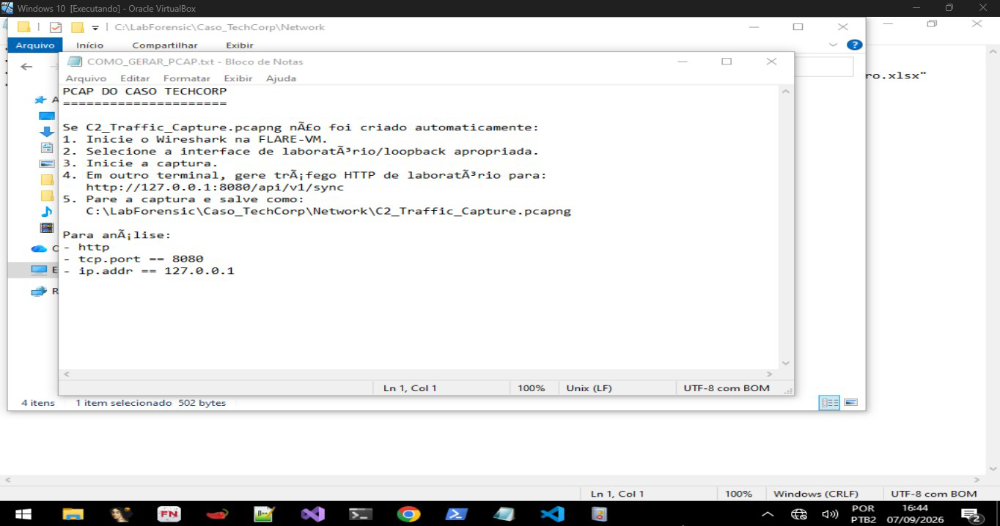 Windows 10 [Executando] - Oracle VirtualBox
C:\LabForensic\Caso_TechCorp\Network
Arquivo Início Compartilhar Exibir
COMO_GERAR_PCAP.txt - Bloco de Notas
Arquivo Editar Formatar Exibir Ajuda
ro.xlsx"
PCAP DO CASO TECHCORP
=====================
Se C2_Traffic_Capture.pcapng nÃ£o foi criado automaticamente:
1. Inicie o Wireshark na FLARE-VM.
2. Selecione a interface de laboratÃ³rio/loopback apropriada.
3. Inicie a captura.
4. Em outro terminal, gere trÃ¡fego HTTP de laboratÃ³rio para:
http://127.0.0.1:8080/api/v1/sync
5. Pare a captura e salve como:
C:\LabForensic\Caso_TechCorp\Network\C2_Traffic_Capture.pcapng
Para anÃ¡lise:
- http
- tcp.port == 8080
- ip.addr == 127.0.0.1
Ln 1, Col 1 100% Unix (LF) UTF-8 com BOM
4 itens 1 item selecionado 502 bytes
Ln 1, Col 1 100% Windows (CRLF) UTF-8 com BOM
FN
POR
PTB2
16:44
07/09/2026
2